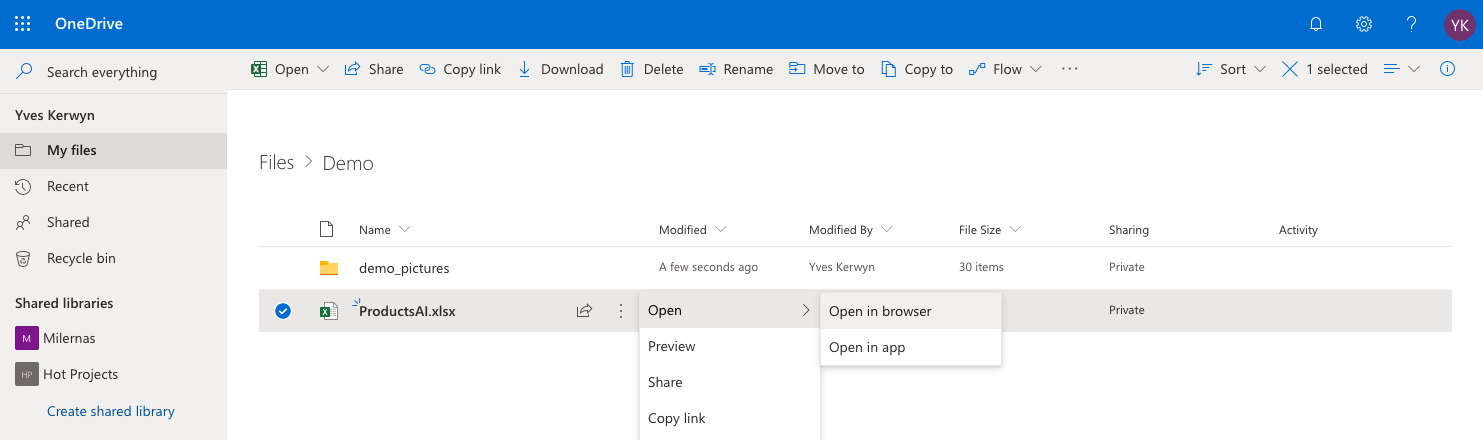 OneDrive
?
YK
Search everything
Open
Share
Copy link
Download
Delete
Rename
Move to
Copy to
Flow
...
Sort
1 selected
Yves Kerwyn
My files
Recent
Shared
Recycle bin
Shared libraries
M Milernas
HP Hot Projects
Create shared library
Files > Demo
Name Modified Modified By File Size Sharing Activity
demo_pictures A few seconds ago Yves Kerwyn 30 items Private
ProductsAI.xlsx Private
Open
Preview
Share
Copy link
Open in browser
Open in app